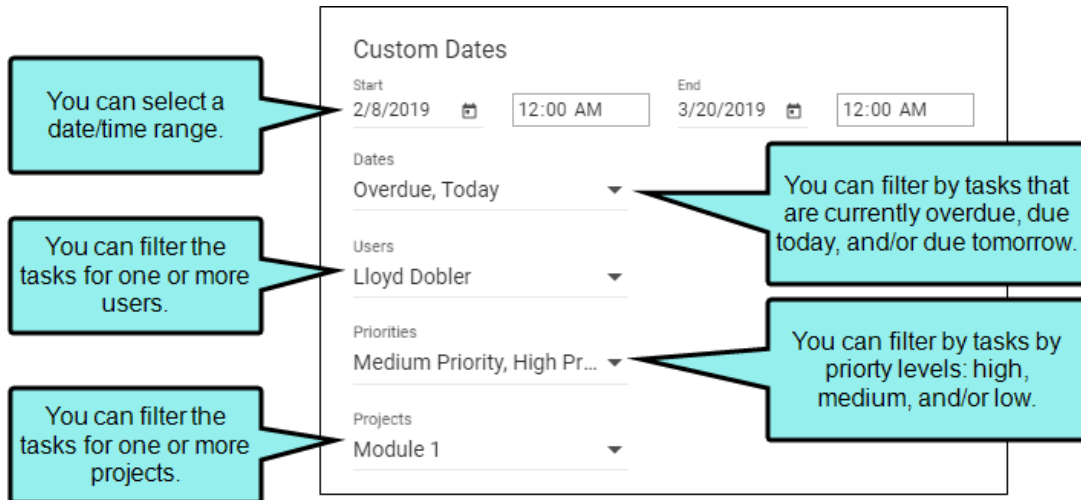 Custom Dates
Start
End
2/8/2019
12:00 AM
3/20/2019
12:00 AM
You can select a
date/time range.
Dates
Overdue, Today
You can filter by tasks that
are currently overdue, due
today, and/or due tomorrow.
You can filter the
tasks for one or more
users.
Users
Lloyd Dobler
Priorities
Medium Priority, High Pr...
You can filter by tasks by
priorty levels: high,
medium, and/or low.
You can filter the
tasks for one or more
projects.
Projects
Module 1